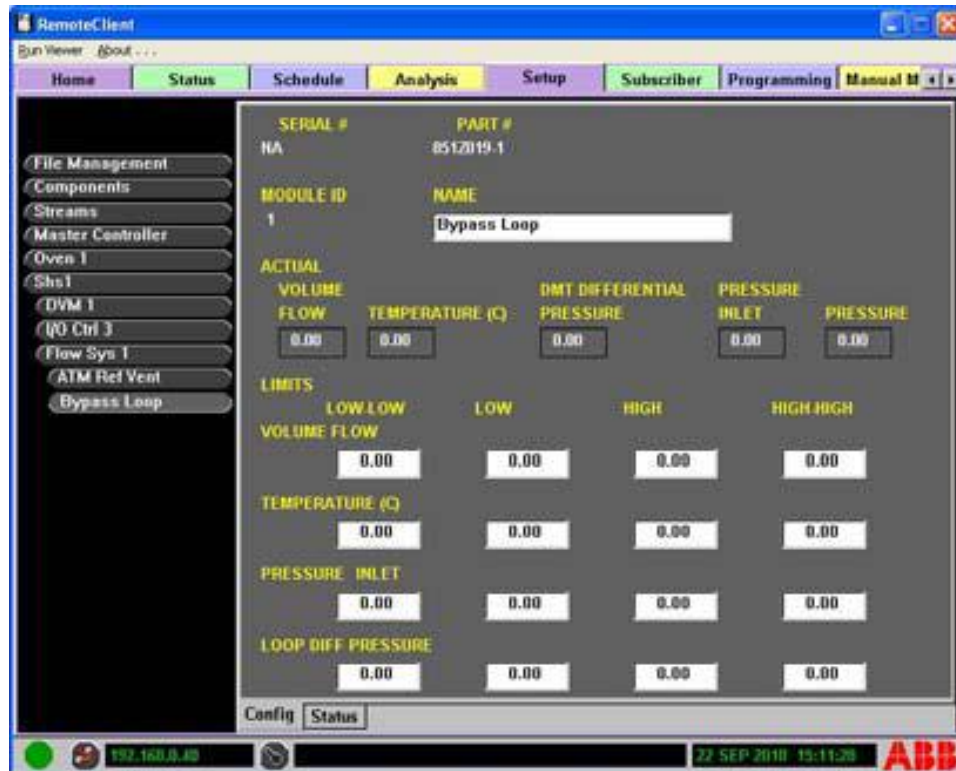 RemoteClient
Run Viewer About . . .
Home Status Schedule Analysis Setup Subscriber Programming Manual M
SERIAL # PART #
NA 851Z019-1
File Management
Components
Streams
Master Controller
Oven 1
Shs1
DVM 1
I/O Ctrl 3
Flow Sys 1
ATM Ref Vent
Bypass Loop
MODULE ID NAME
1 Bypass Loop
ACTUAL
VOLUME FLOW TEMPERATURE (C) DMT DIFFERENTIAL PRESSURE PRESSURE INLET PRESSURE
0.00 0.00 0.00 0.00 0.00
LIMITS
LOW-LOW LOW HIGH HIGH-HIGH
VOLUME FLOW
0.00 0.00 0.00 0.00
TEMPERATURE (C)
0.00 0.00 0.00 0.00
PRESSURE INLET
0.00 0.00 0.00 0.00
LOOP DIFF PRESSURE
0.00 0.00 0.00 0.00
Config Status
192.168.0.40 22 SEP 2010 15:11:28 ABB